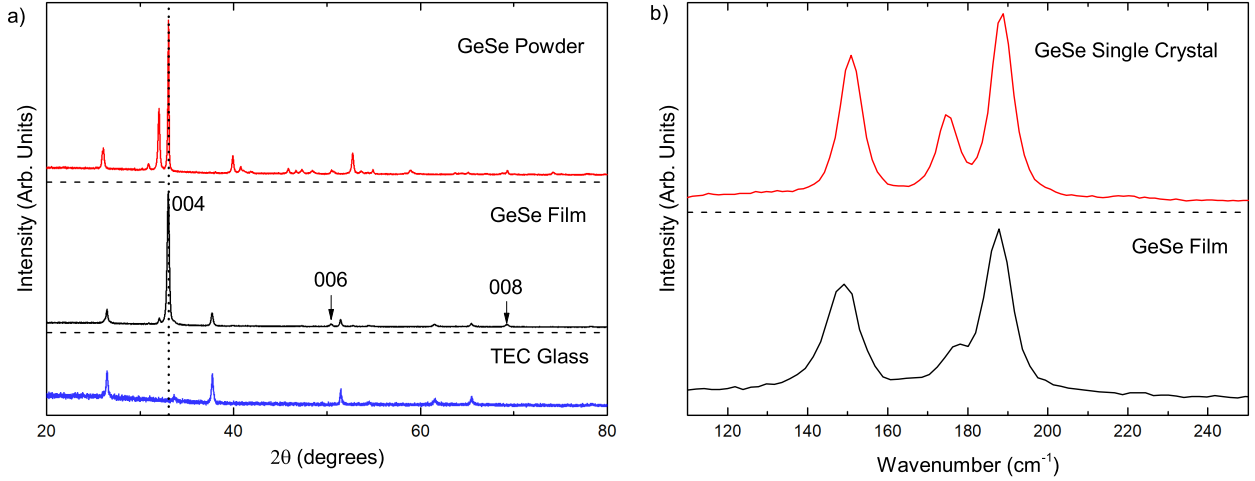 a)
GeSe Powder
004
GeSe Film
006
008
TEC Glass
Intensity (Arb. Units)
20 40 60 80
2θ (degrees)
b)
GeSe Single Crystal
GeSe Film
Intensity (Arb. Units)
120 140 160 180 200 220 240
Wavenumber (cm⁻¹)